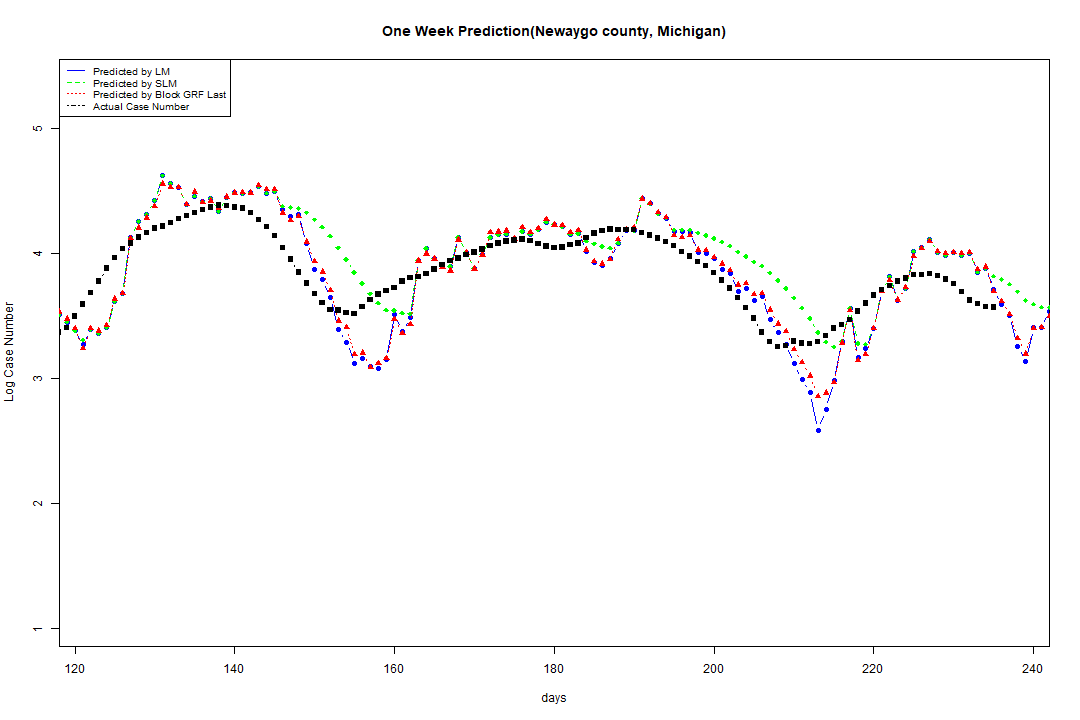 One Week Prediction(Newaygo county, Michigan)
Predicted by LM
Predicted by SLM
Predicted by Block GRF Last
Actual Case Number
5
4
3
2
1
Log Case Number
120 140 160 180 200 220 240
days